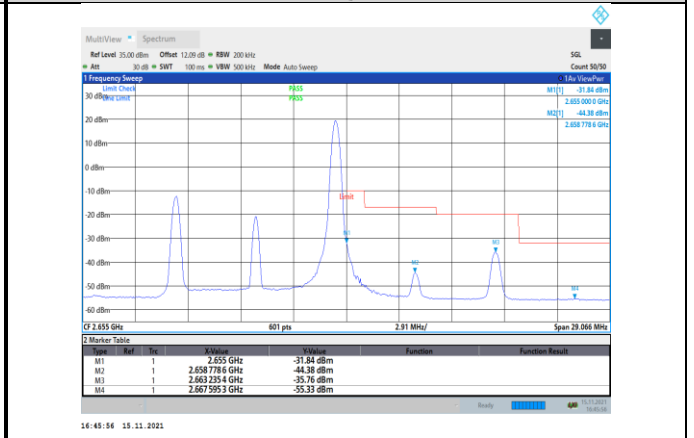 MultiView Spectrum
Ref Level 35.00 dBm Offset 12.09 dB RBW 200 kHz SGL
Att 30 dB SWT 100 ms VBW 500 kHz Mode Auto Sweep Count 50/50
1 Frequency Sweep 1Av ViewPwr
Limit Check PASS M1[1] -31.84 dBm
30 dBm Line Limit PASS 2.655 000 0 GHz
M2[1] -44.38 dBm
20 dBm 2.658 778 6 GHz
10 dBm
0 dBm
-10 dBm
Limit
-20 dBm
-30 dBm M1
M3
-40 dBm
M2
-50 dBm
M4
-60 dBm
CF 2.655 GHz 601 pts 2.91 MHz/ Span 29.066 MHz
2 Marker Table
Type Ref Trc X-Value Y-Value Function Function Result
M1 1 2.655 GHz -31.84 dBm
M2 1 2.658 778 6 GHz -44.38 dBm
M3 1 2.663 235 4 GHz -35.76 dBm
M4 1 2.667 595 3 GHz -55.33 dBm
Ready 15.11.2021
16:45:56
16:45:56 15.11.2021